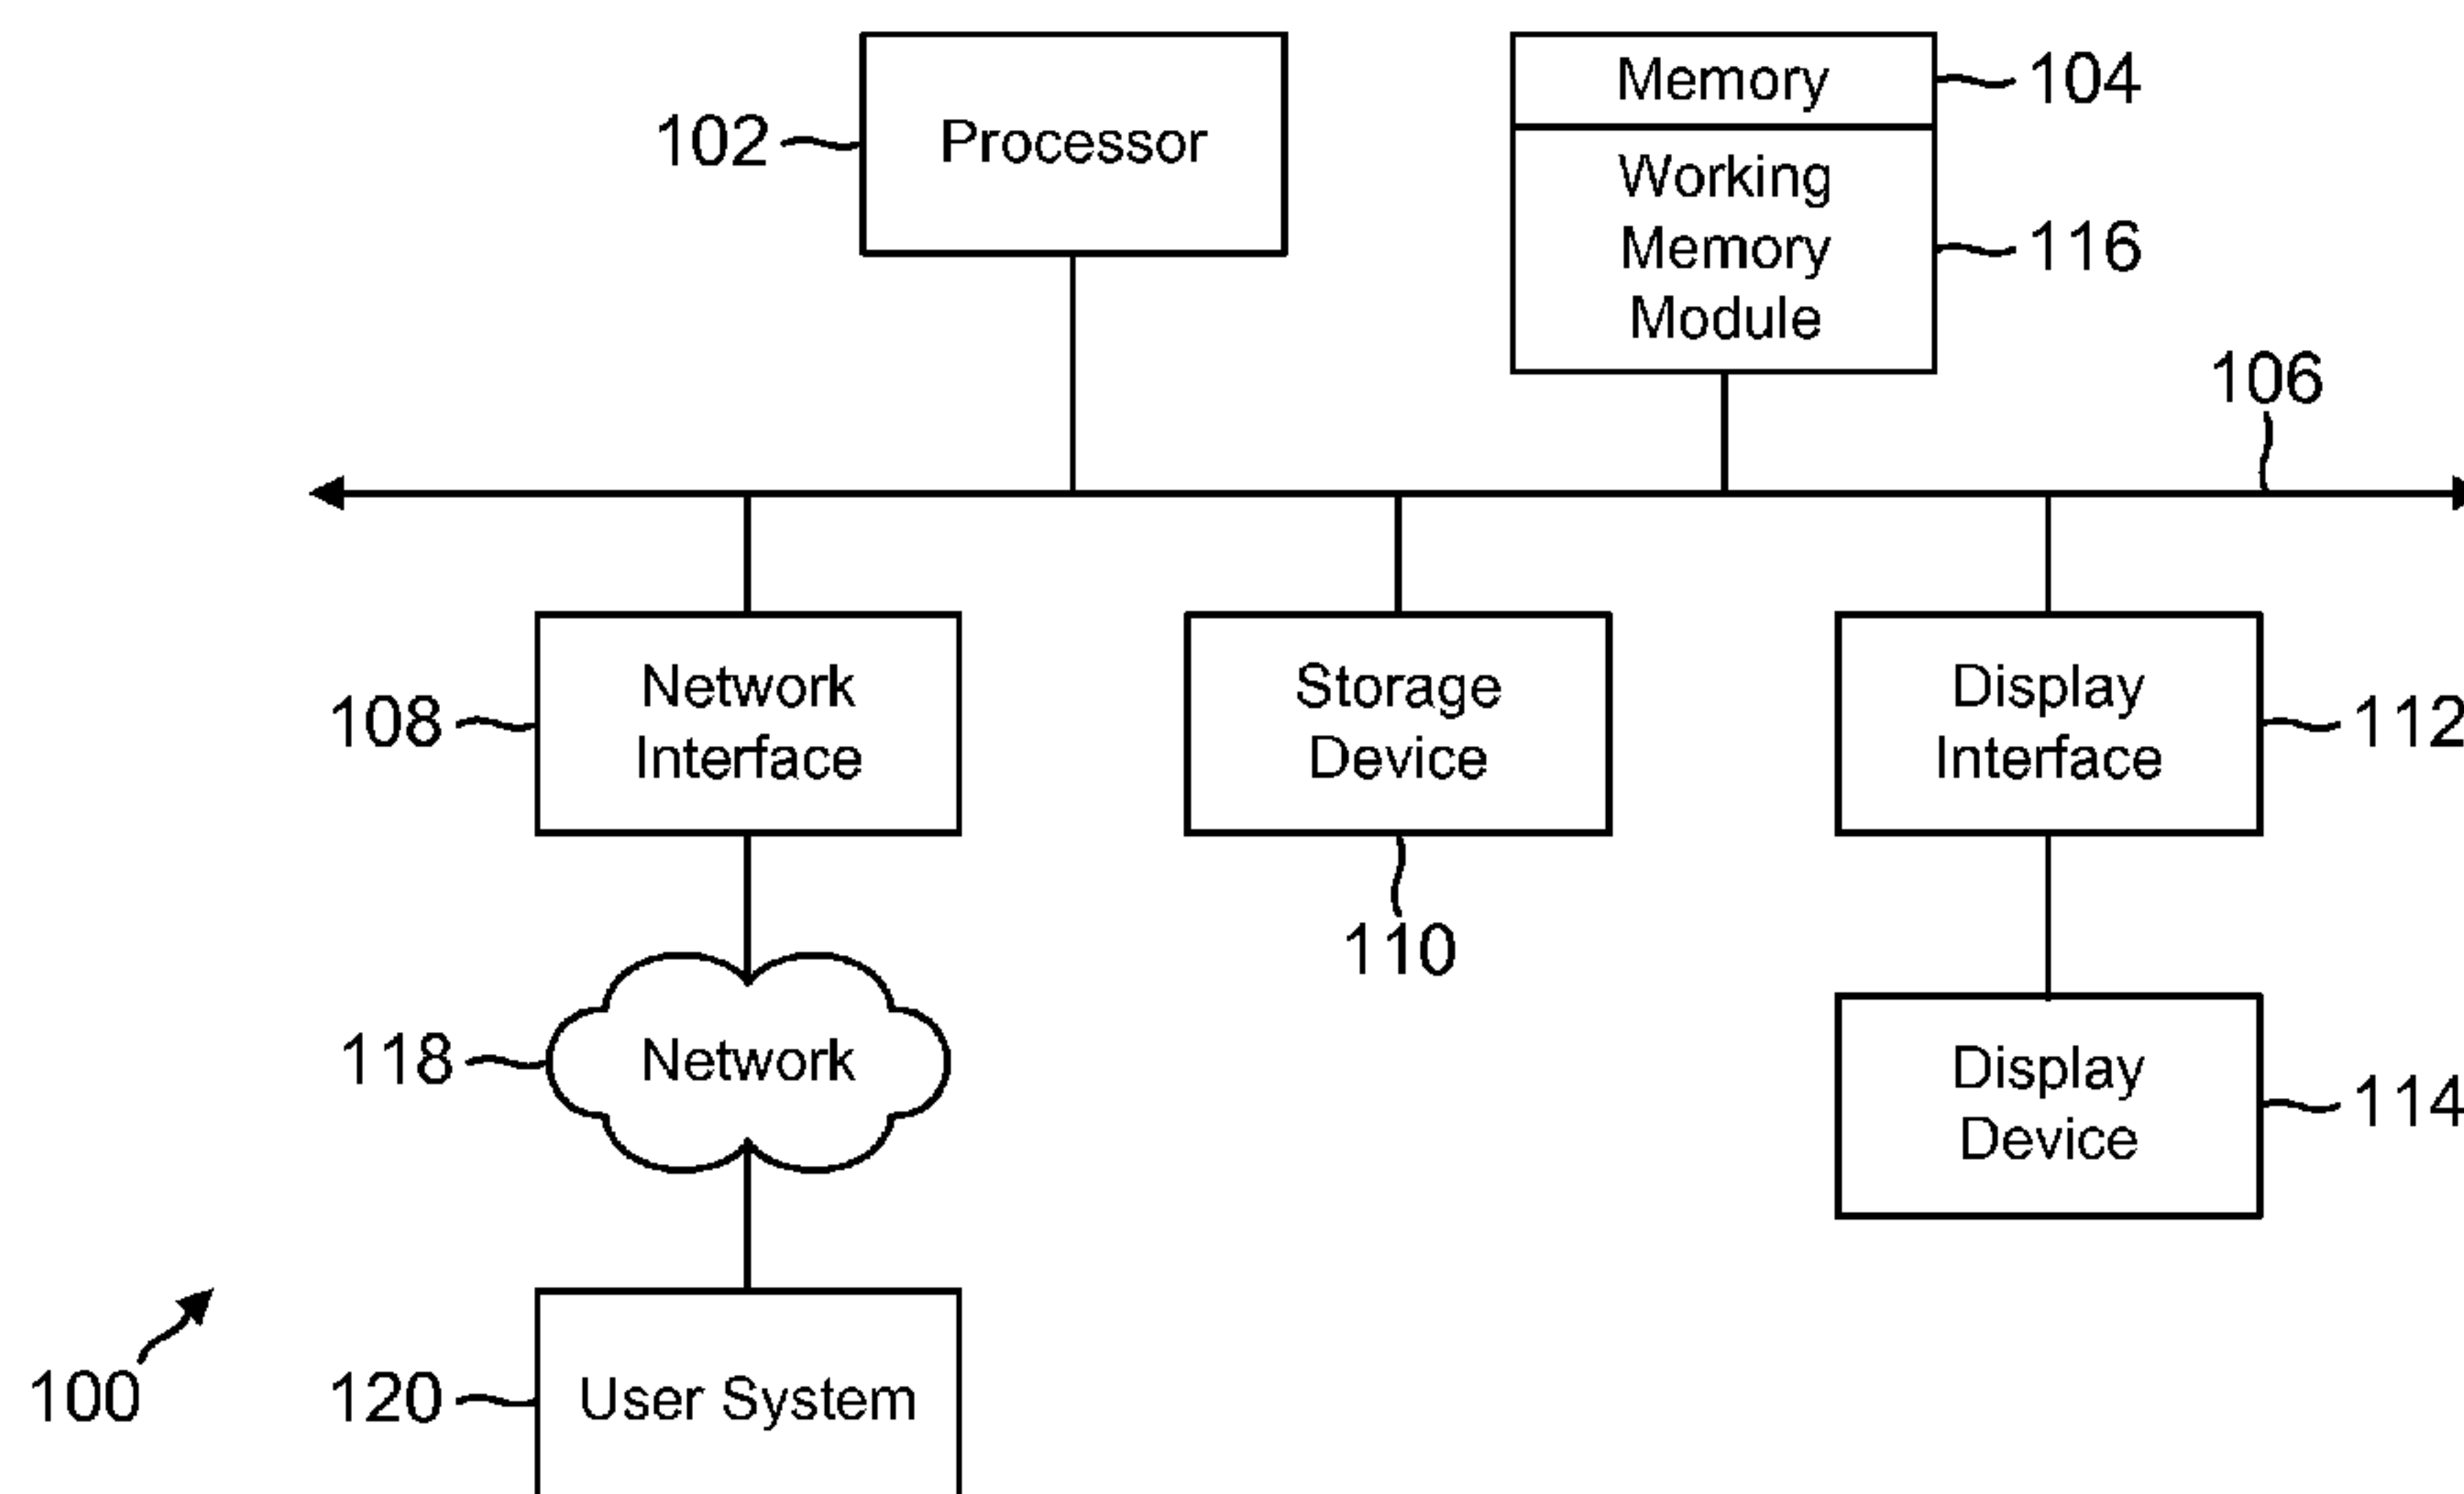 Memory
104
102
Processor
Working
Memory
Module
116
106
108
Network
Interface
Storage
Device
110
Display
Interface
112
118
Network
Display
Device
114
100
120
User System